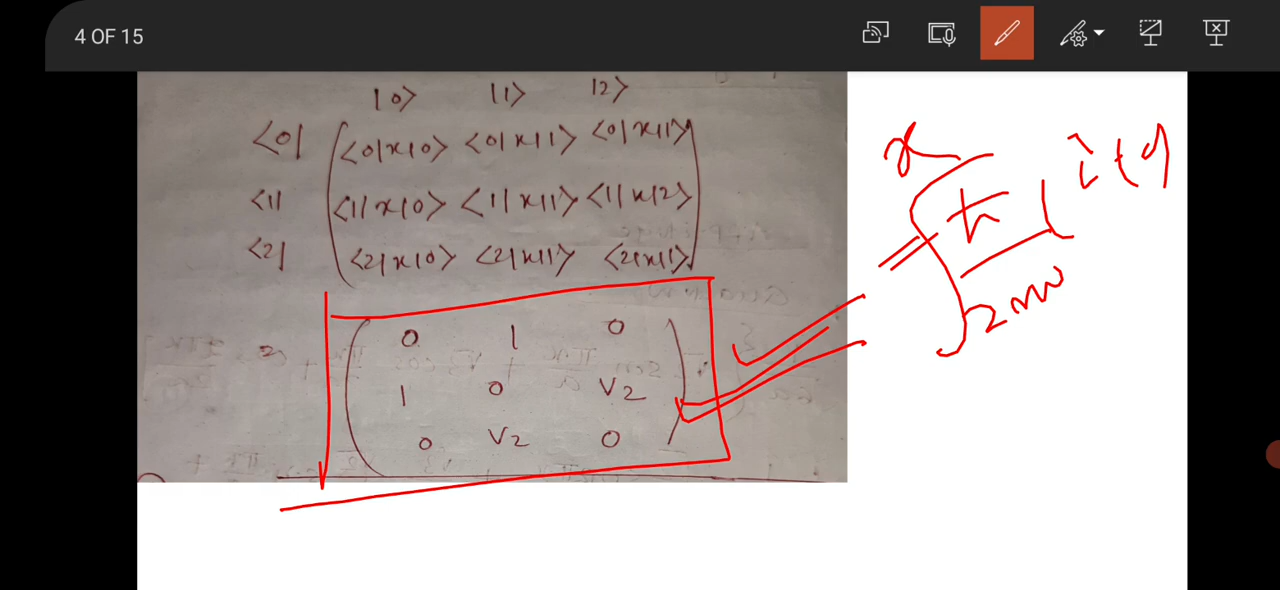 4 OF 15
|0> |1> |2>
<0| <0|x|0> <0|x|1> <0|x|1>
<1| <1|x|0> <1|x|1> <1|x|2>
<2| <2|x|0> <2|x|1> <2|x|1>
0 1 0
1 0 √2
0 √2 0
x
ħ
2mw